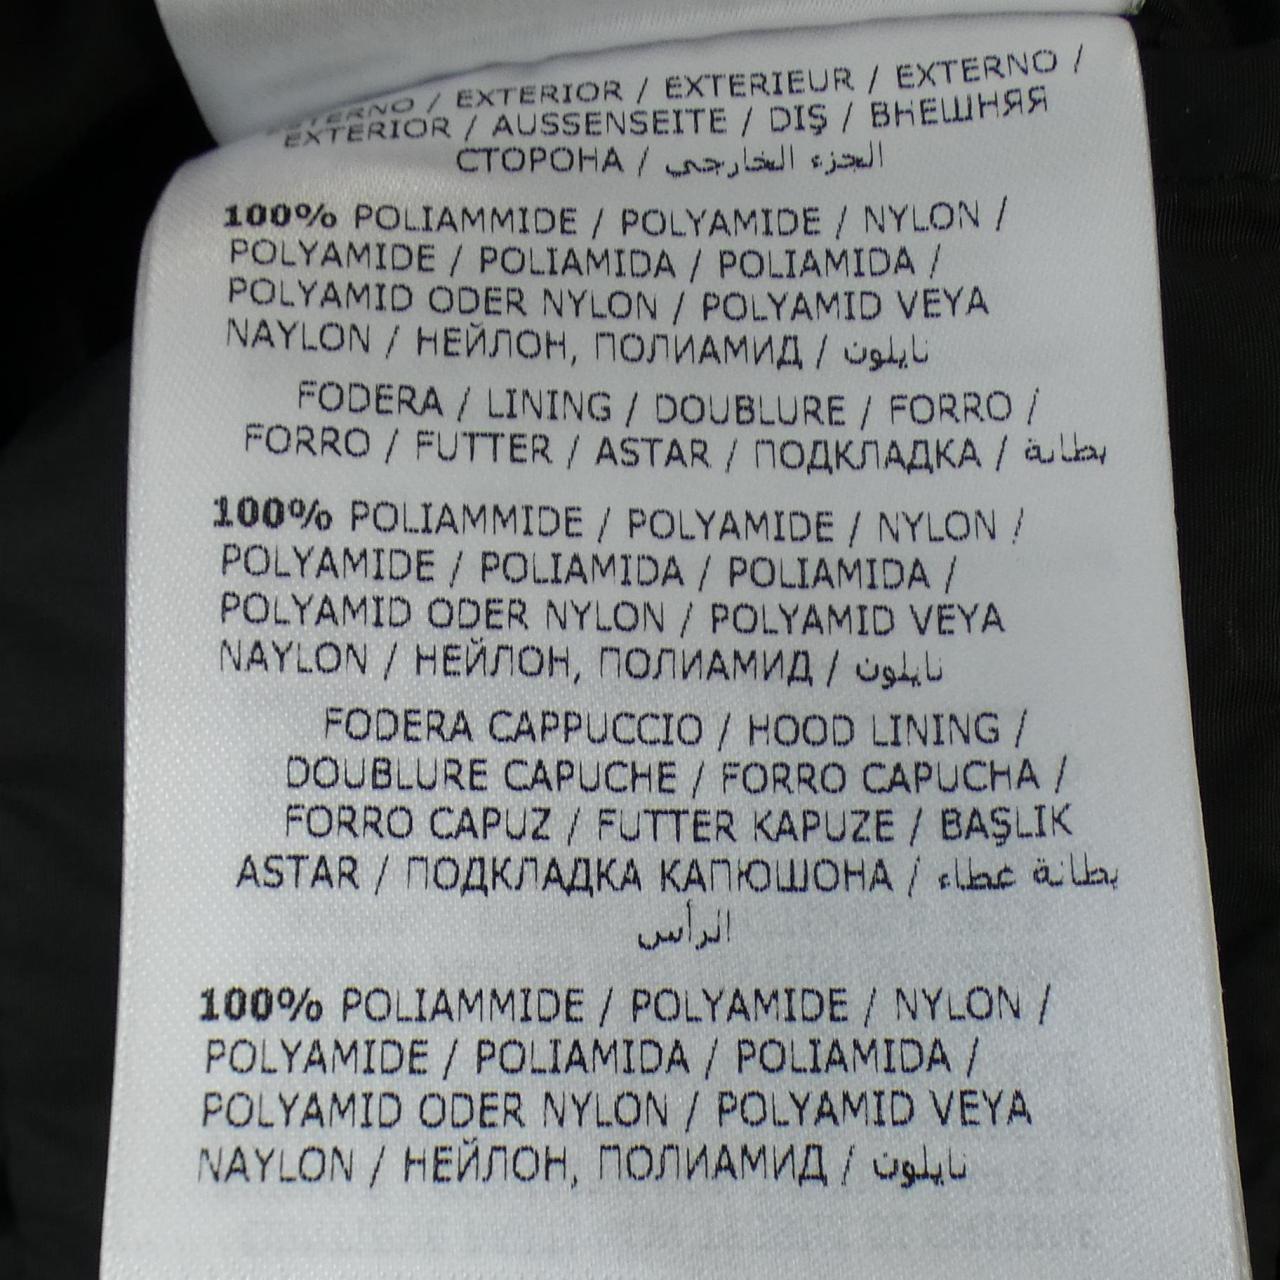 ESTERNO / EXTERIOR / EXTERIEUR / EXTERNO /
EXTERIOR / AUSSENSEITE / DIŞ / ВНЕШНЯЯ
СТОРОНА / الجزء الخارجي
100% POLIAMMIDE / POLYAMIDE / NYLON /
POLYAMIDE / POLIAMIDA / POLIAMIDA /
POLYAMID ODER NYLON / POLYAMID VEYA
NAYLON / НЕЙЛОН, ПОЛИАМИД / نايلون
FODERA / LINING / DOUBLURE / FORRO /
FORRO / FUTTER / ASTAR / ПОДКЛАДКА / بطانة
100% POLIAMMIDE / POLYAMIDE / NYLON /
POLYAMIDE / POLIAMIDA / POLIAMIDA /
POLYAMID ODER NYLON / POLYAMID VEYA
NAYLON / НЕЙЛОН, ПОЛИАМИД / نايلون
FODERA CAPPUCCIO / HOOD LINING /
DOUBLURE CAPUCHE / FORRO CAPUCHA /
FORRO CAPUZ / FUTTER KAPUZE / BAŞLIK
ASTAR / ПОДКЛАДКА КАПЮШОНА / بطانة غطاء
الرأس
100% POLIAMMIDE / POLYAMIDE / NYLON /
POLYAMIDE / POLIAMIDA / POLIAMIDA /
POLYAMID ODER NYLON / POLYAMID VEYA
NAYLON / НЕЙЛОН, ПОЛИАМИД / نايلون